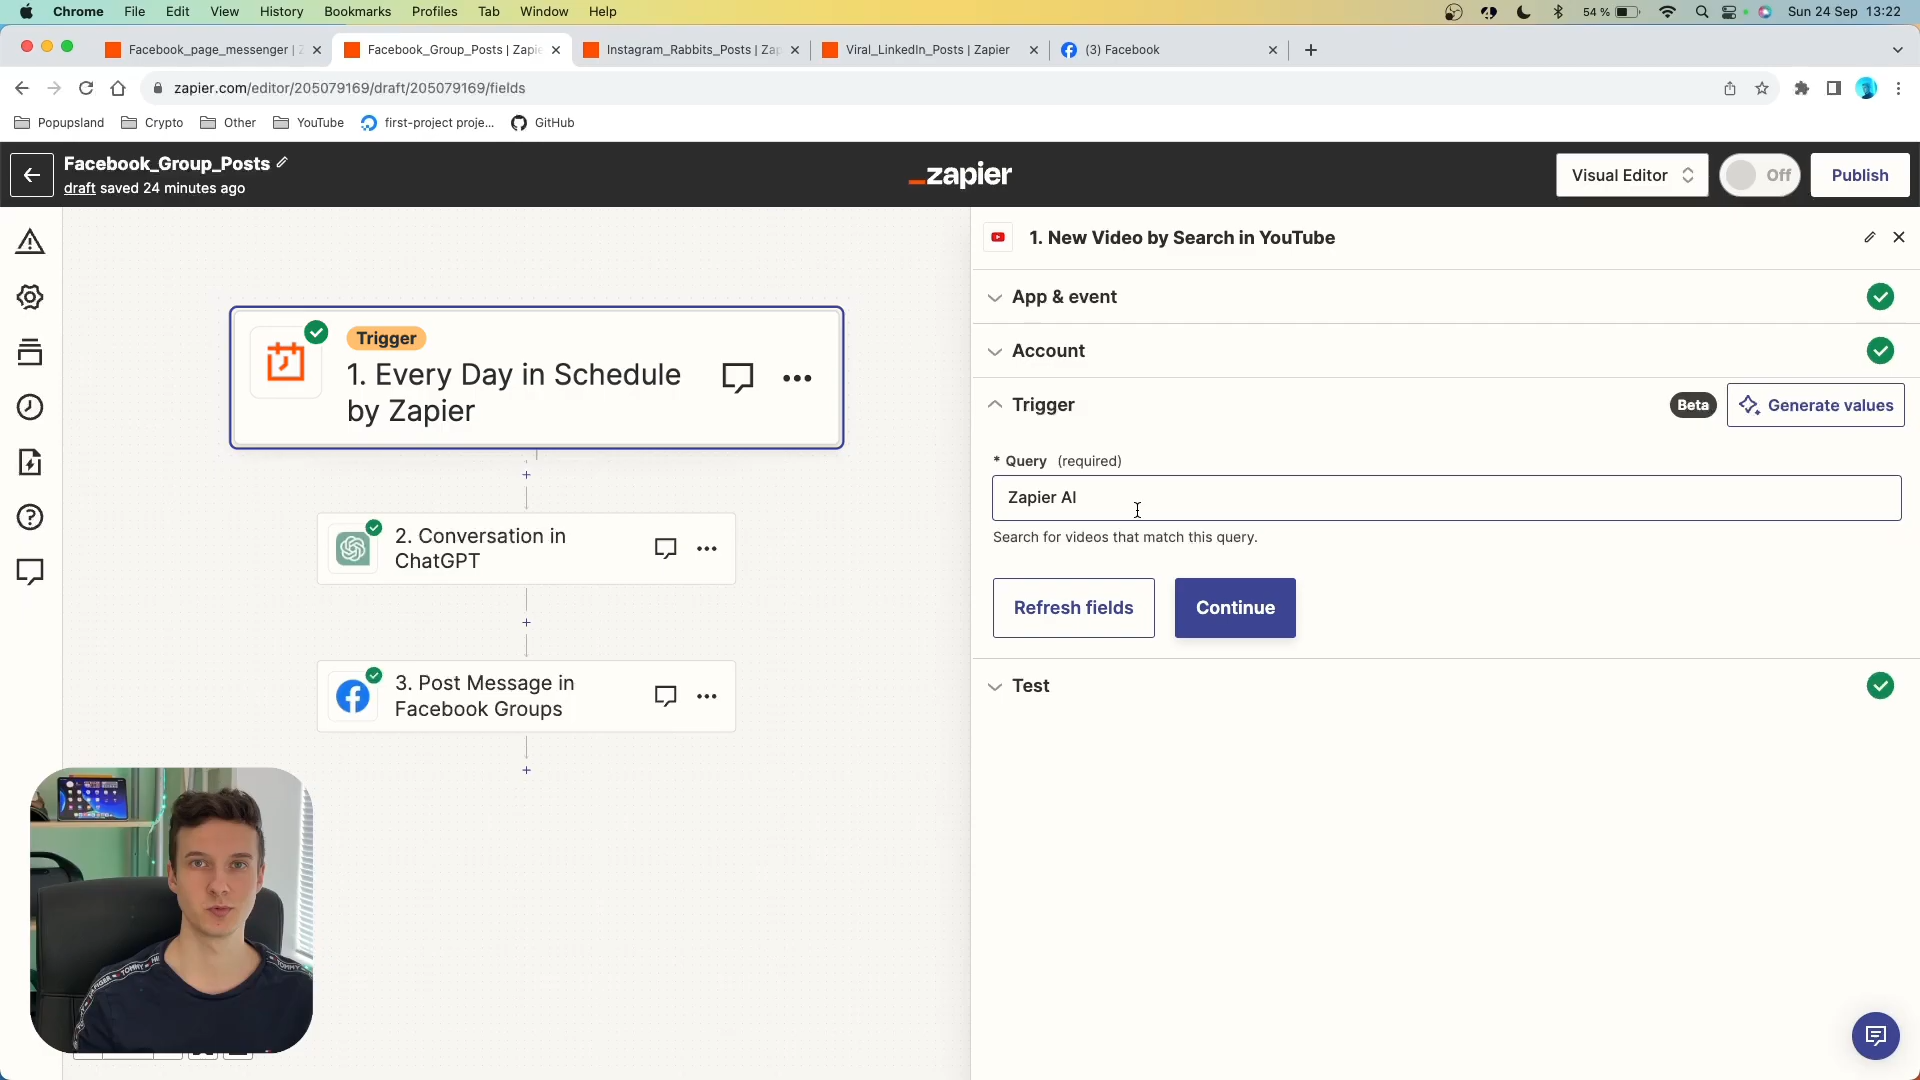 Chrome File Edit View History Bookmarks Profiles Tab Window Help 54 % Sun 24 Sep 13:22
Facebook_page_messenger | Facebook_Group_Posts | Zapie Instagram_Rabbits_Posts | Zap Viral_LinkedIn_Posts | Zapier (3) Facebook
zapier.com/editor/205079169/draft/205079169/fields
Popupsland Crypto Other YouTube first-project proje... GitHub
Facebook_Group_Posts
draft saved 24 minutes ago
_zapier
Visual Editor Off Publish
1. New Video by Search in YouTube
App & event
Account
Trigger
Beta
Generate values
* Query (required)
Zapier AI
Search for videos that match this query.
Refresh fields
Continue
Test
Trigger
1. Every Day in Schedule
by Zapier
2. Conversation in
ChatGPT
3. Post Message in
Facebook Groups